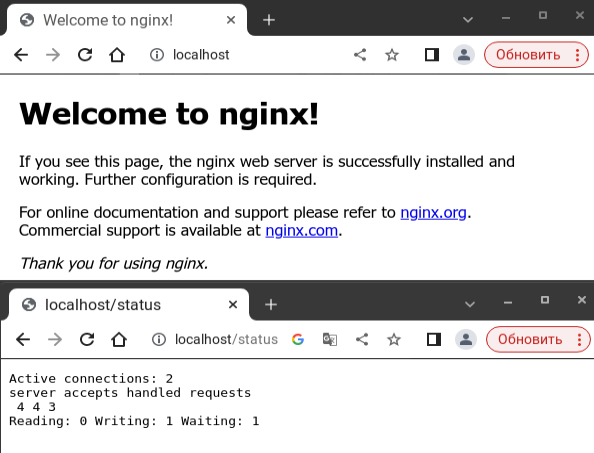 Welcome to nginx!
localhost
Обновить
Welcome to nginx!
If you see this page, the nginx web server is successfully installed and
working. Further configuration is required.
For online documentation and support please refer to nginx.org.
Commercial support is available at nginx.com.
Thank you for using nginx.
localhost/status
localhost/status
Обновить
Active connections: 2
server accepts handled requests
4 4 3
Reading: 0 Writing: 1 Waiting: 1